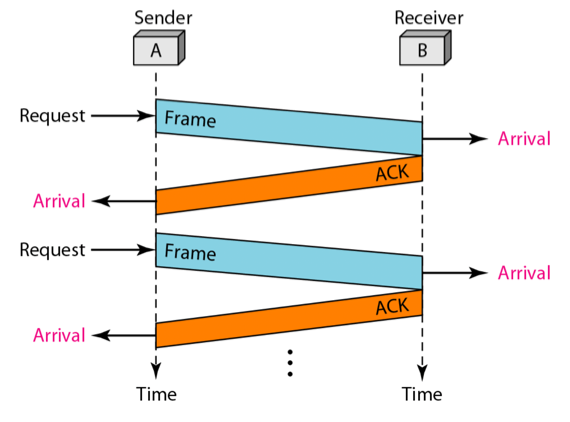 Sender Receiver
A B
Request Frame
Arrival
ACK
Arrival
Request Frame
Arrival
ACK
Arrival
Time Time